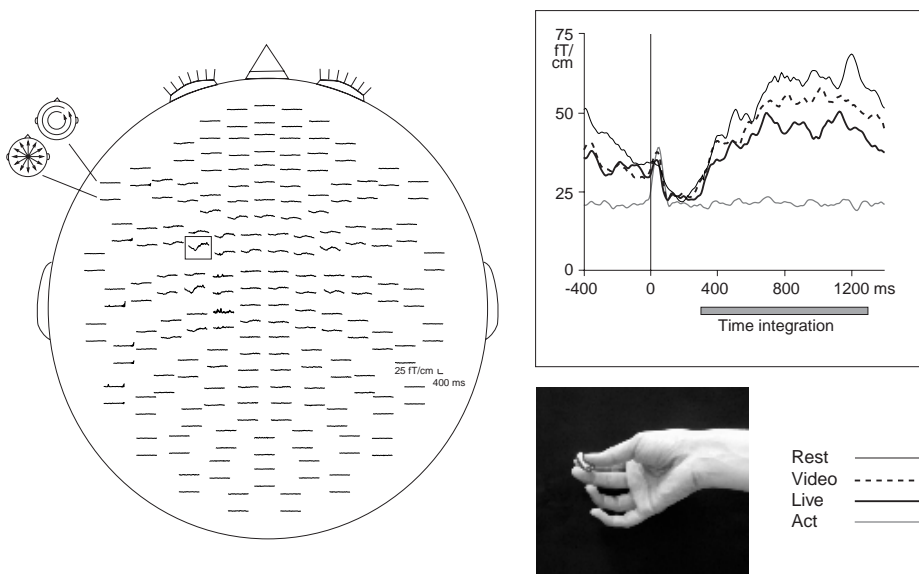 25 fT/cm
400 ms
75
fT/
cm
50
25
0
-400 0 400 800 1200 ms
Time integration
Rest
Video
Live
Act